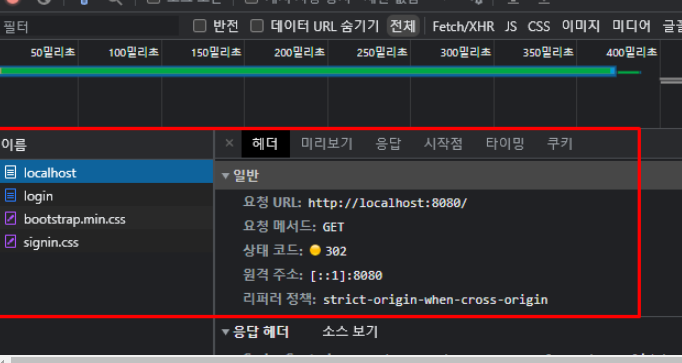 필터
반전
데이터 URL 숨기기
전체
Fetch/XHR
JS
CSS
이미지
미디어
50밀리초
100밀리초
150밀리초
200밀리초
250밀리초
300밀리초
350밀리초
400밀리초
이름
× 헤더 미리보기 응답 시작점 타이밍 쿠키
localhost
login
bootstrap.min.css
signin.css
▼ 일반
요청 URL: http://localhost:8080/
요청 메서드: GET
상태 코드: 302
원격 주소: [::1]:8080
리퍼러 정책: strict-origin-when-cross-origin
▼ 응답 헤더 소스 보기